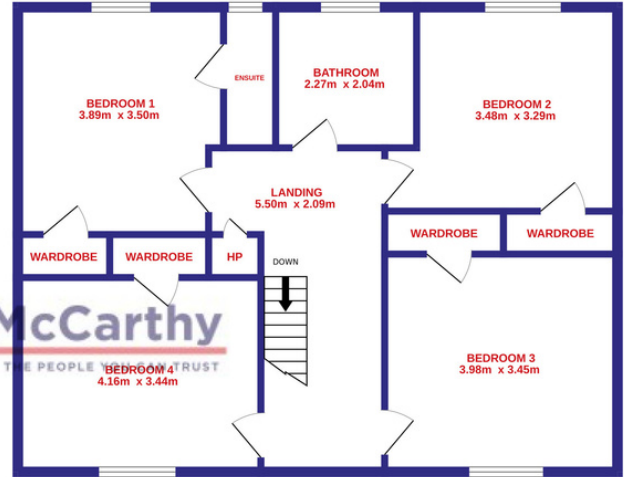 ENSUITE
BATHROOM
2.27m x 2.04m
BEDROOM 1
3.89m x 3.50m
BEDROOM 2
3.48m x 3.29m
LANDING
5.50m x 2.09m
WARDROBE
WARDROBE
HP
DOWN
WARDROBE
WARDROBE
McCarthy
THE PEOPLE YOU CAN TRUST
BEDROOM 4
4.16m x 3.44m
BEDROOM 3
3.98m x 3.45m